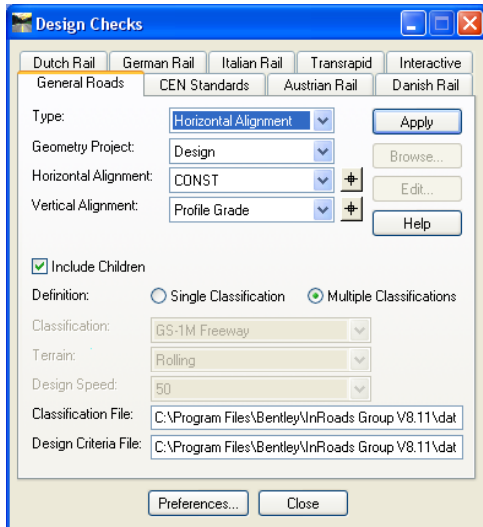 Design Checks
Dutch Rail German Rail Italian Rail Transrapid Interactive
General Roads CEN Standards Austrian Rail Danish Rail
Type: Horizontal Alignment Apply
Geometry Project: Design Browse...
Horizontal Alignment: CONST Edit...
Vertical Alignment: Profile Grade Help
Include Children
Definition: Single Classification Multiple Classifications
Classification: GS-1M Freeway
Terrain: Rolling
Design Speed: 50
Classification File: C:\Program Files\Bentley\InRoads Group V8.11\dat
Design Criteria File: C:\Program Files\Bentley\InRoads Group V8.11\dat
Preferences... Close